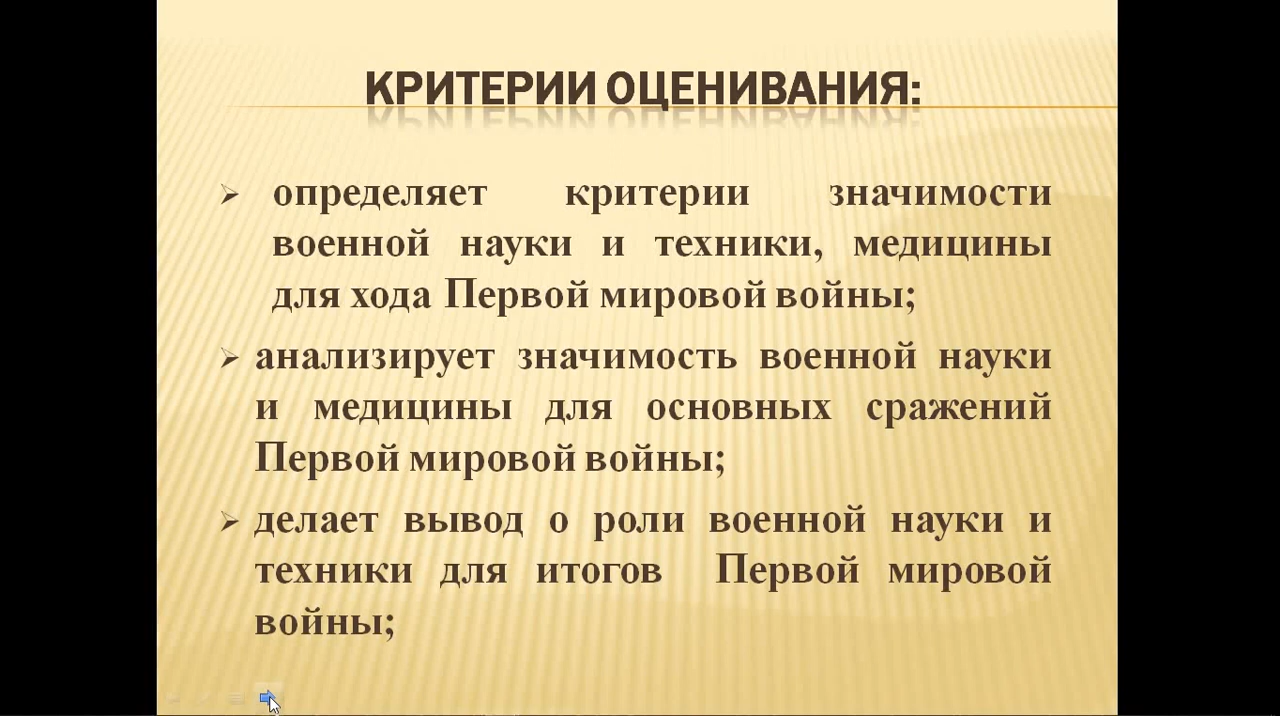 КРИТЕРИИ ОЦЕНИВАНИЯ:
определяет критерии значимости
военной науки и техники, медицины
для хода Первой мировой войны;
анализирует значимость военной науки
и медицины для основных сражений
Первой мировой войны;
делает вывод о роли военной науки и
техники для итогов Первой мировой
войны;